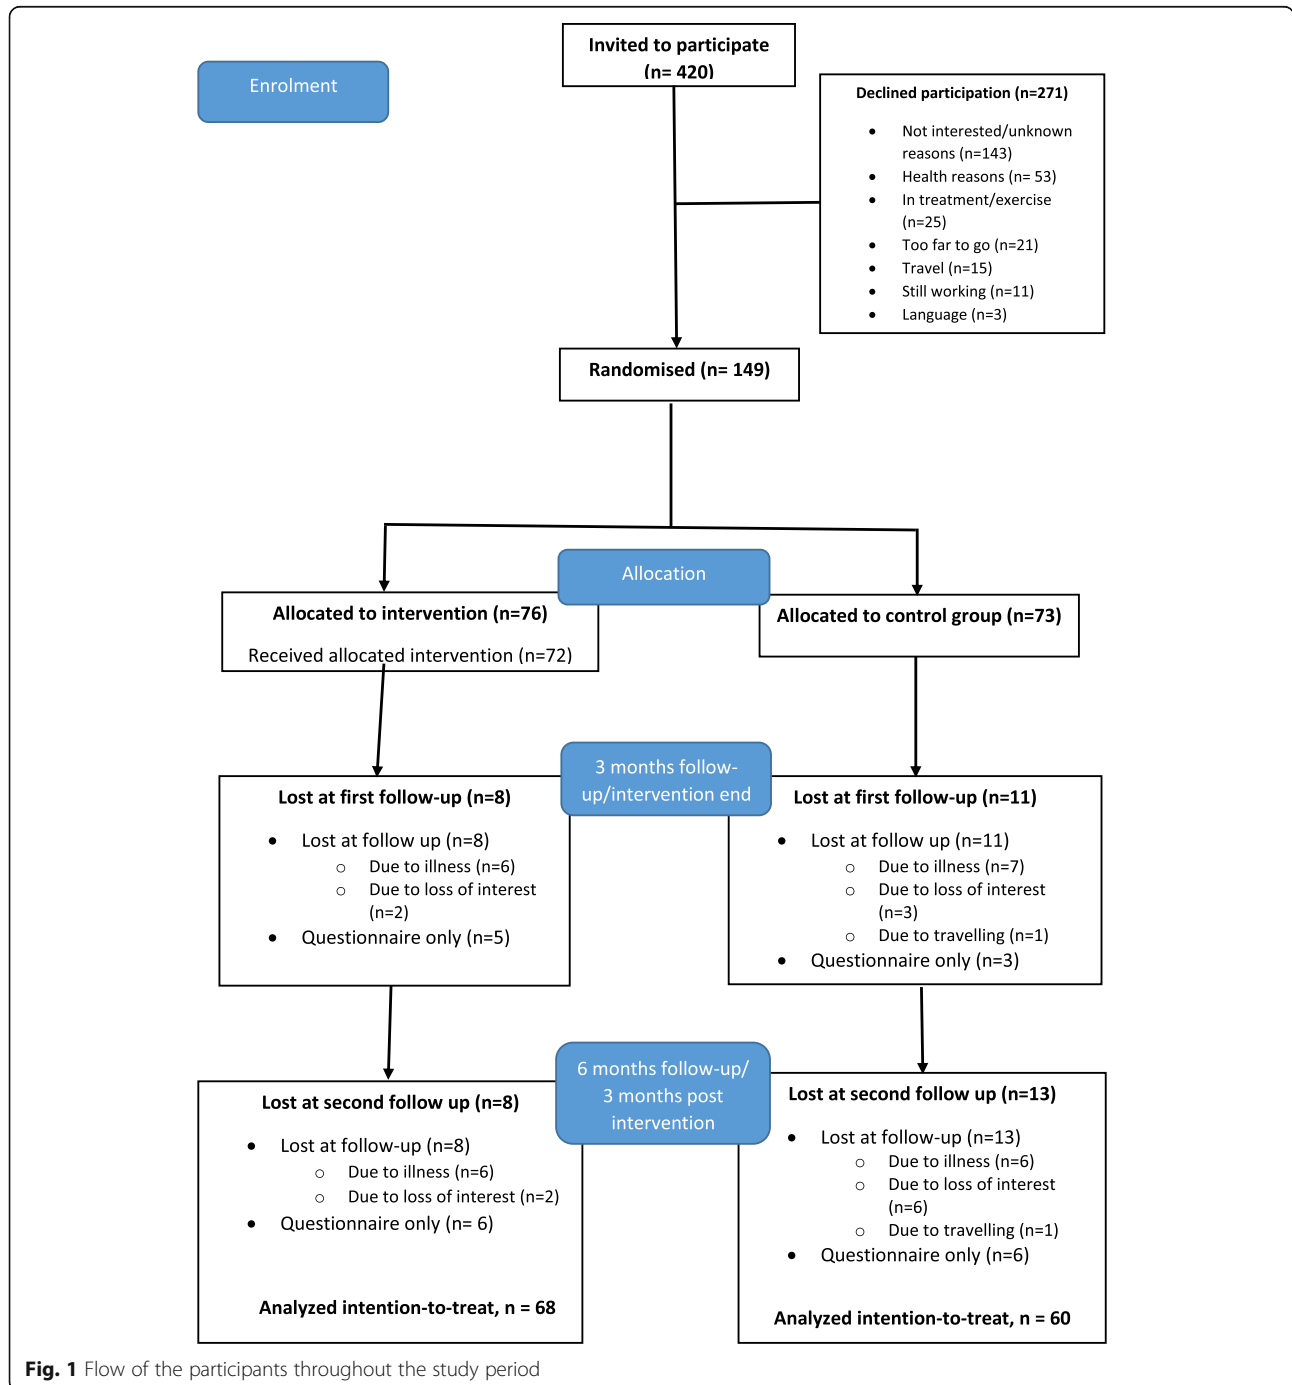 Invited to participate
(n= 420)
Enrolment
Declined participation (n=271)
• Not interested/unknown
reasons (n=143)
• Health reasons (n= 53)
• In treatment/exercise
(n=25)
• Too far to go (n=21)
• Travel (n=15)
• Still working (n=11)
• Language (n=3)
Randomised (n= 149)
Allocation
Allocated to intervention (n=76)
Received allocated intervention (n=72)
Allocated to control group (n=73)
3 months follow-
up/intervention end
Lost at first follow-up (n=8)
• Lost at follow up (n=8)
o Due to illness (n=6)
o Due to loss of interest
(n=2)
• Questionnaire only (n=5)
Lost at first follow-up (n=11)
• Lost at follow up (n=11)
o Due to illness (n=7)
o Due to loss of interest
(n=3)
o Due to travelling (n=1)
• Questionnaire only (n=3)
6 months follow-up/
3 months post
intervention
Lost at second follow up (n=8)
• Lost at follow-up (n=8)
o Due to illness (n=6)
o Due to loss of interest (n=2)
• Questionnaire only (n= 6)
Analyzed intention-to-treat, n = 68
Lost at second follow up (n=13)
• Lost at follow-up (n=13)
o Due to illness (n=6)
o Due to loss of interest
(n=6)
o Due to travelling (n=1)
• Questionnaire only (n=6)
Analyzed intention-to-treat, n = 60
Fig. 1 Flow of the participants throughout the study period